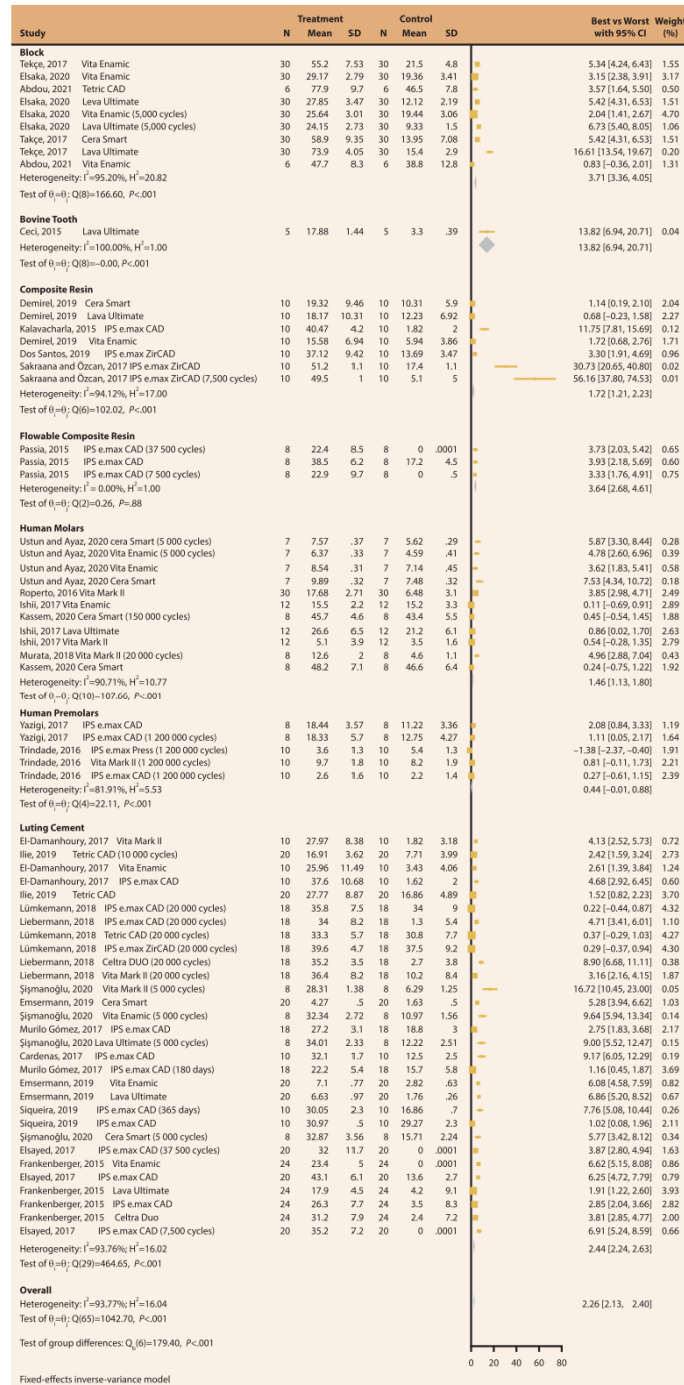 Treatment Control
Study N Mean SD N Mean SD Best vs Worst with 95% CI Weight (%)
Block
Tekçe, 2017 Vita Enamic 30 55.2 7.53 30 21.5 4.8 5.34 [4.24, 6.43] 1.55
Elsaka, 2020 Vita Enamic 30 29.17 2.79 30 19.36 3.41 3.15 [2.38, 3.91] 3.17
Abdou, 2021 Tetric CAD 6 77.9 9.7 6 46.5 7.8 3.57 [1.64, 5.50] 0.50
Elsaka, 2020 Leva Ultimate 30 27.85 3.47 30 12.12 2.19 5.42 [4.31, 6.53] 1.51
Elsaka, 2020 Vita Enamic (5,000 cycles) 30 25.64 3.01 30 19.44 3.06 2.04 [1.41, 2.67] 4.70
Elsaka, 2020 Lava Ultimate (5,000 cycles) 30 24.15 2.73 30 9.33 1.5 6.73 [5.40, 8.05] 1.06
Takçe, 2017 Cera Smart 30 58.9 9.35 30 13.95 7.08 5.42 [4.31, 6.53] 1.51
Tekçe, 2017 Lava Ultimate 30 73.9 4.05 30 15.4 2.9 16.61 [13.54, 19.67] 0.20
Abdou, 2021 Vita Enamic 6 47.7 8.3 6 38.8 12.8 0.83 [−0.36, 2.01] 1.31
Heterogeneity: I²=95.20%, H²=20.82 3.71 [3.36, 4.05]
Test of θi=θj: Q(8)=166.60, P<.001
Bovine Tooth
Ceci, 2015 Lava Ultimate 5 17.88 1.44 5 3.3 .39 13.82 [6.94, 20.71] 0.04
Heterogeneity: I²=100.00%, H²=1.00 13.82 [6.94, 20.71]
Test of θi=θj: Q(8)=−0.00, P<.001
Composite Resin
Demirel, 2019 Cera Smart 10 19.32 9.46 10 10.31 5.9 1.14 [0.19, 2.10] 2.04
Demirel, 2019 Lava Ultimate 10 18.17 10.31 10 12.23 6.92 0.68 [−0.23, 1.58] 2.27
Kalavacharla, 2015 IPS e.max CAD 10 40.47 4.2 10 1.82 2 11.75 [7.81, 15.69] 0.12
Demirel, 2019 Vita Enamic 10 15.58 6.94 10 5.94 3.86 1.72 [0.68, 2.76] 1.71
Dos Santos, 2019 IPS e.max ZirCAD 10 37.12 9.42 10 13.69 3.47 3.30 [1.91, 4.69] 0.96
Sakraana and Özcan, 2017 IPS e.max ZirCAD 10 51.2 1.1 10 17.4 1.1 30.73 [20.65, 40.80] 0.02
Sakraana and Özcan, 2017 IPS e.max ZirCAD (7,500 cycles) 10 49.5 1 10 5.1 5 56.16 [37.80, 74.53] 0.01
Heterogeneity: I²=94.12%, H²=17.00 1.72 [1.21, 2.23]
Test of θi=θj: Q(6)=102.02, P<.001
Flowable Composite Resin
Passia, 2015 IPS e.max CAD (37 500 cycles) 8 22.4 8.5 8 0 .0001 3.73 [2.03, 5.42] 0.65
Passia, 2015 IPS e.max CAD 8 38.5 6.2 8 17.2 4.5 3.93 [2.18, 5.69] 0.60
Passia, 2015 IPS e.max CAD (7 500 cycles) 8 22.9 9.7 8 0 .5 3.33 [1.76, 4.91] 0.75
Heterogeneity: I²= 0.00%, H²=1.00 3.64 [2.68, 4.61]
Test of θi=θj: Q(2)=0.26, P=.88
Human Molars
Ustun and Ayaz, 2020 cera Smart (5 000 cycles) 7 7.57 .37 7 5.62 .29 5.87 [3.30, 8.44] 0.28
Ustun and Ayaz, 2020 Vita Enamic (5 000 cycles) 7 6.37 .33 7 4.59 .41 4.78 [2.60, 6.96] 0.39
Ustun and Ayaz, 2020 Vita Enamic 7 8.54 .31 7 7.14 .45 3.62 [1.83, 5.41] 0.58
Ustun and Ayaz, 2020 Cera Smart 7 9.89 .32 7 7.48 .32 7.53 [4.34, 10.72] 0.18
Roperto, 2016 Vita Mark II 30 17.68 2.71 30 6.48 3.1 3.85 [2.98, 4.71] 2.49
Ishii, 2017 Vita Enamic 12 15.5 2.2 12 15.2 3.3 0.11 [−0.69, 0.91] 2.89
Kassem, 2020 Cera Smart (150 000 cycles) 8 45.7 4.6 8 43.4 5.5 0.45 [−0.54, 1.45] 1.88
Ishii, 2017 Lava Ultimate 12 26.6 6.5 12 21.2 6.1 0.86 [0.02, 1.70] 2.63
Ishii, 2017 Vita Mark II 12 5.1 3.9 12 3.5 1.6 0.54 [−0.28, 1.35] 2.79
Murata, 2018 Vita Mark II (20 000 cycles) 8 12.6 2 8 4.6 1.1 4.96 [2.88, 7.04] 0.43
Kassem, 2020 Cera Smart 8 48.2 7.1 8 46.6 6.4 0.24 [−0.75, 1.22] 1.92
Heterogeneity: I²=90.71%, H²=10.77 1.46 [1.13, 1.80]
Test of θi−θj: Q(10)−107.66, P<.001
Human Premolars
Yazigi, 2017 IPS e.max CAD 8 18.44 3.57 8 11.22 3.36 2.08 [0.84, 3.33] 1.19
Yazigi, 2017 IPS e.max CAD (1 200 000 cycles) 8 18.33 5.7 8 12.75 4.27 1.11 [0.05, 2.17] 1.64
Trindade, 2016 IPS e.max Press (1 200 000 cycles) 10 3.6 1.3 10 5.4 1.3 −1.38 [−2.37, −0.40] 1.91
Trindade, 2016 Vita Mark II (1 200 000 cycles) 10 9.7 1.8 10 8.2 1.9 0.81 [−0.11, 1.73] 2.21
Trindade, 2016 IPS e.max CAD (1 200 000 cycles) 10 2.6 1.6 10 2.2 1.4 0.27 [−0.61, 1.15] 2.39
Heterogeneity: I²=81.91%, H²=5.53 0.44 [−0.01, 0.88]
Test of θi=θj: Q(4)=22.11, P<.001
Luting Cement
El-Damanhoury, 2017 Vita Mark II 10 27.97 8.38 10 1.82 3.18 4.13 [2.52, 5.73] 0.72
Ilie, 2019 Tetric CAD (10 000 cycles) 20 16.91 3.62 20 7.71 3.99 2.42 [1.59, 3.24] 2.73
El-Damanhoury, 2017 Vita Enamic 10 25.96 11.49 10 3.43 4.06 2.61 [1.39, 3.84] 1.24
El-Damanhoury, 2017 IPS e.max CAD 10 37.6 10.68 10 1.62 2 4.68 [2.92, 6.45] 0.60
Ilie, 2019 Tetric CAD 20 27.77 8.87 20 16.86 4.89 1.52 [0.82, 2.23] 3.70
Lümkemann, 2018 IPS e.max CAD (20 000 cycles) 18 35.8 7.5 18 34 9 0.22 [−0.44, 0.87] 4.32
Liebermann, 2018 IPS e.max CAD (20 000 cycles) 18 34 8.2 18 1.3 5.4 4.71 [3.41, 6.01] 1.10
Lümkemann, 2018 Tetric CAD (20 000 cycles) 18 33.3 5.7 18 30.8 7.7 0.37 [−0.29, 1.03] 4.27
Lümkemann, 2018 IPS e.max ZirCAD (20 000 cycles) 18 39.6 4.7 18 37.5 9.2 0.29 [−0.37, 0.94] 4.30
Liebermann, 2018 Celtra DUO (20 000 cycles) 18 35.2 3.5 18 2.7 3.8 8.90 [6.68, 11.11] 0.38
Liebermann, 2018 Vita Mark II (20 000 cycles) 18 36.4 8.2 18 10.2 8.4 3.16 [2.16, 4.15] 1.87
Şişmanoğlu, 2020 Vita Mark II (5 000 cycles) 8 28.31 1.38 8 6.29 1.25 16.72 [10.45, 23.00] 0.05
Emsermann, 2019 Cera Smart 20 4.27 .5 20 1.63 .5 5.28 [3.94, 6.62] 1.03
Şişmanoğlu, 2020 Vita Enamic (5 000 cycles) 8 32.34 2.72 8 10.97 1.56 9.64 [5.94, 13.34] 0.14
Murilo Gómez, 2017 IPS e.max CAD 18 27.2 3.1 18 18.8 3 2.75 [1.83, 3.68] 2.17
Şişmanoğlu, 2020 Lava Ultimate (5 000 cycles) 8 34.01 2.33 8 12.22 2.51 9.00 [5.52, 12.47] 0.15
Cardenas, 2017 IPS e.max CAD 10 32.1 1.7 10 12.5 2.5 9.17 [6.05, 12.29] 0.19
Murilo Gómez, 2017 IPS e.max CAD (180 days) 18 22.2 5.4 18 15.7 5.8 1.16 [0.45, 1.87] 3.69
Emsermann, 2019 Vita Enamic 20 7.1 .77 20 2.82 .63 6.08 [4.58, 7.59] 0.82
Emsermann, 2019 Lava Ultimate 20 6.63 .97 20 1.76 .26 6.86 [5.20, 8.52] 0.67
Siqueira, 2019 IPS e.max CAD (365 days) 10 30.05 2.3 10 16.86 .7 7.76 [5.08, 10.44] 0.26
Siqueira, 2019 IPS e.max CAD 10 30.97 .5 10 29.27 2.3 1.02 [0.08, 1.96] 2.11
Şişmanoğlu, 2020 Cera Smart (5 000 cycles) 8 32.87 3.56 8 15.71 2.24 5.77 [3.42, 8.12] 0.34
Elsayed, 2017 IPS e.max CAD (37 500 cycles) 20 32 11.7 20 0 .0001 3.87 [2.80, 4.94] 1.63
Frankenberger, 2015 Vita Enamic 24 23.4 5 24 0 .0001 6.62 [5.15, 8.08] 0.86
Elsayed, 2017 IPS e.max CAD 20 43.1 6.1 20 13.6 2.7 6.25 [4.72, 7.79] 0.79
Frankenberger, 2015 Lava Ultimate 24 17.9 4.5 24 4.2 9.1 1.91 [1.22, 2.60] 3.93
Frankenberger, 2015 IPS e.max CAD 24 26.3 7.7 24 3.5 8.3 2.85 [2.04, 3.66] 2.82
Frankenberger, 2015 Celtra Duo 24 31.2 7.9 24 2.4 7.2 3.81 [2.85, 4.77] 2.00
Elsayed, 2017 IPS e.max CAD (7,500 cycles) 20 35.2 7.2 20 0 .0001 6.91 [5.24, 8.59] 0.66
Heterogeneity: I²=93.76%, H²=16.02 2.44 [2.24, 2.63]
Test of θi=θj: Q(29)=464.65, P<.001
Overall
Heterogeneity: I²=93.77%; H²=16.04 2.26 [2.13, 2.40]
Test of θi=θj: Q(65)=1042.70, P<.001
Test of group differences: Qb(6)=179.40, P<.001
0 20 40 60 80
Fixed-effects inverse-variance model